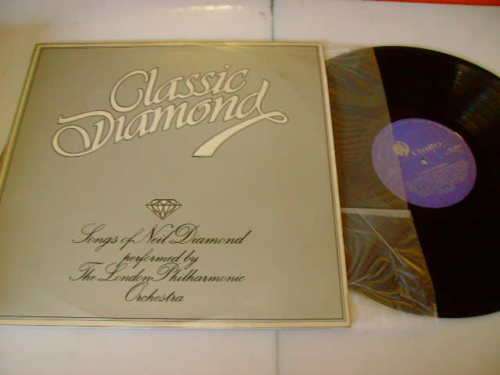 Classic
Diamond
Songs of Neil Diamond
performed by
The London Philharmonic
Orchestra